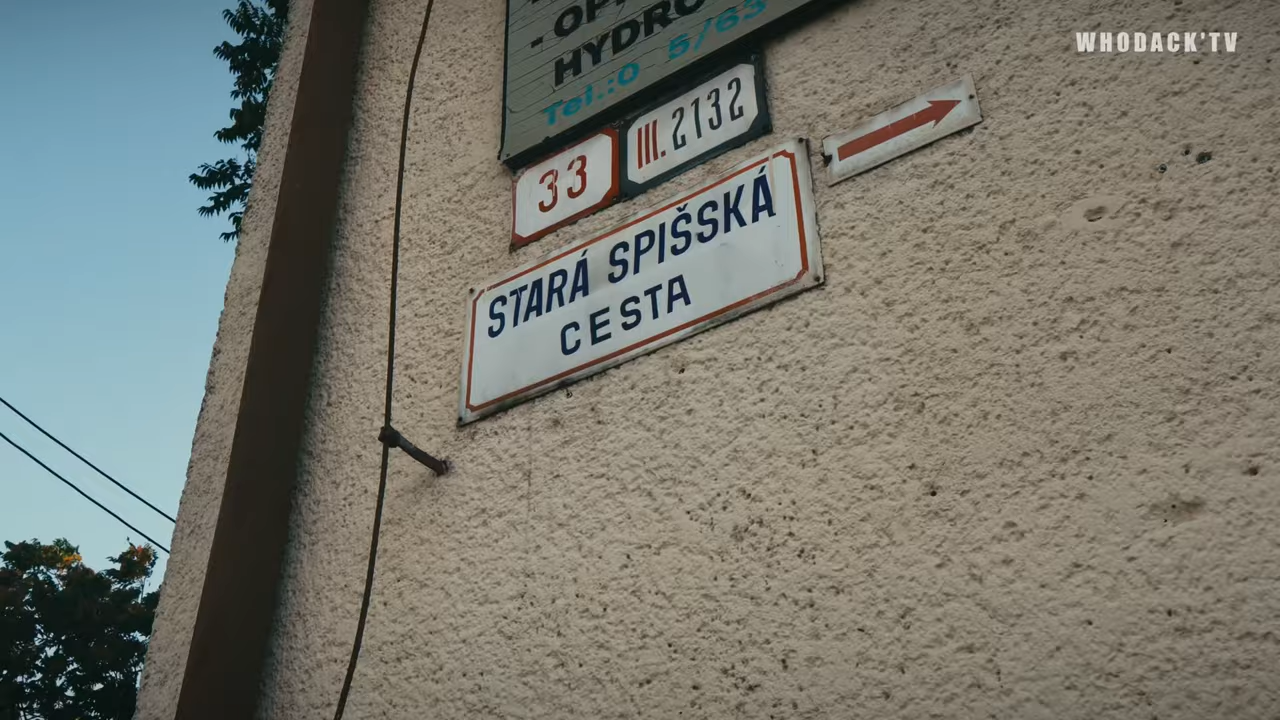 WHODACK'TV
HYDRO
Tel.:0 5/63
33
III. 2132
STARÁ SPIŠSKÁ
CESTA